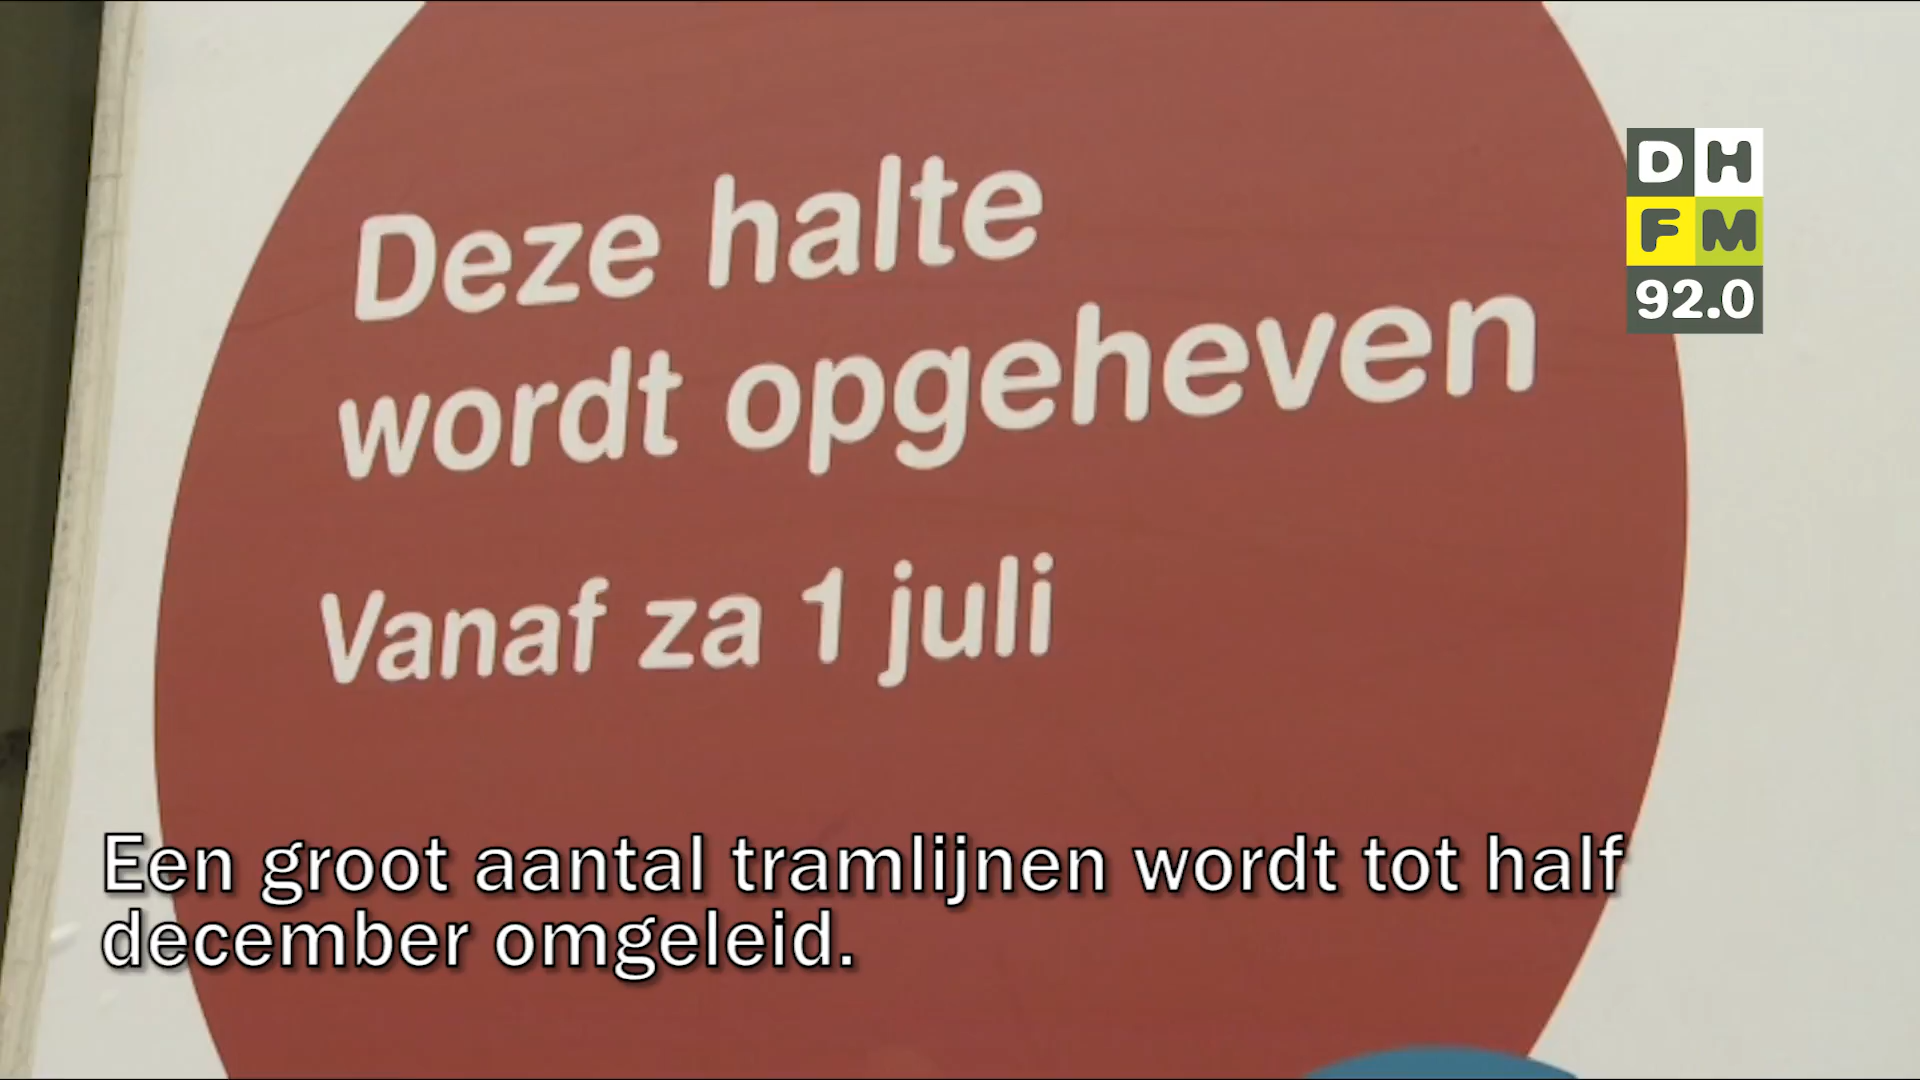 Deze halte
wordt opgeheven
Vanaf za 1 juli
DH
FM
92.0
Een groot aantal tramlijnen wordt tot half
december omgeleid.